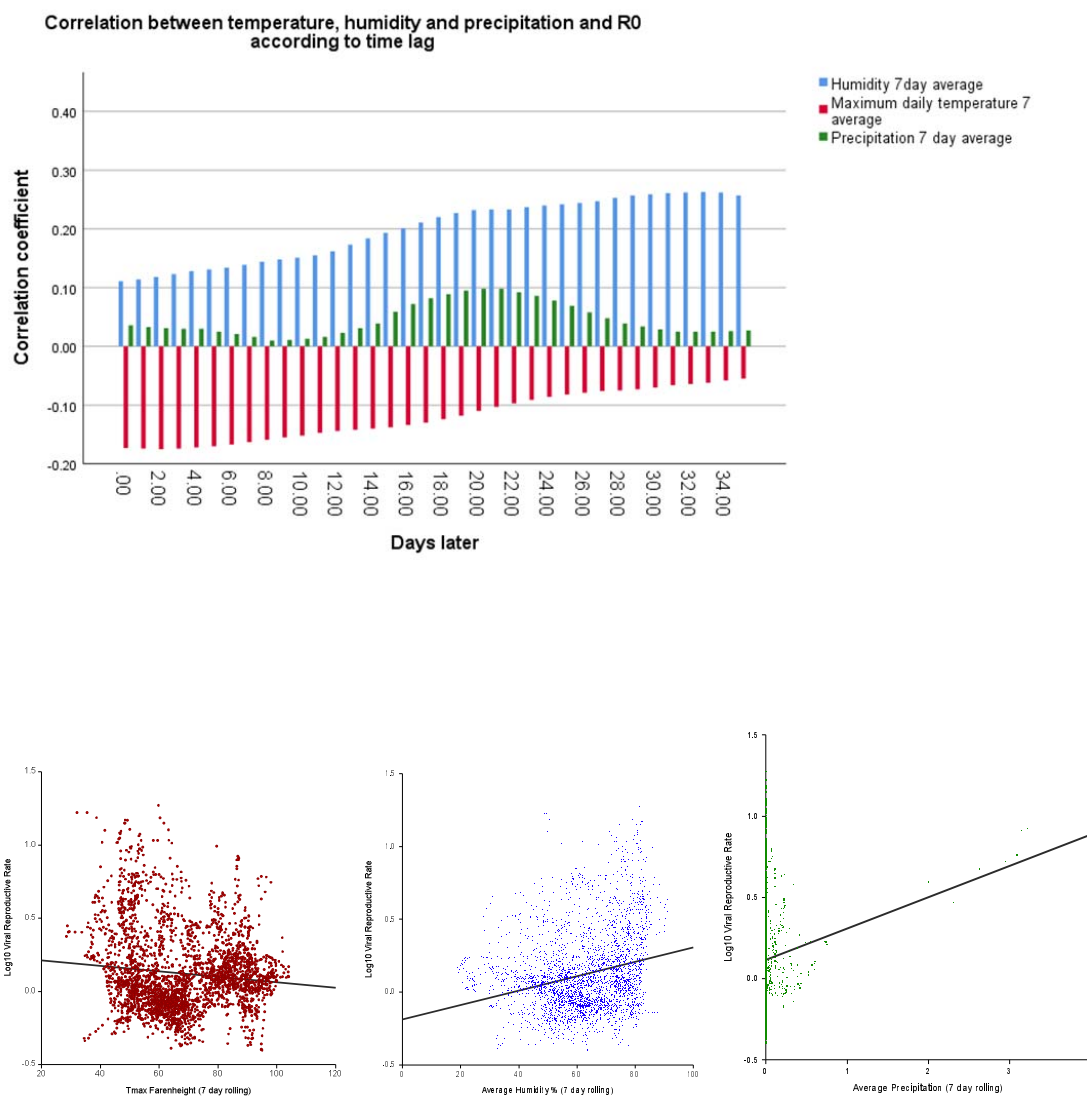 Correlation between temperature, humidity and precipitation and R0
according to time lag
Humidity 7day average
Maximum daily temperature 7
average
Precipitation 7 day average
Correlation coefficient
0.40
0.30
0.20
0.10
0.00
-0.10
-0.20
.00 2.00 4.00 6.00 8.00 10.00 12.00 14.00 16.00 18.00 20.00 22.00 24.00 26.00 28.00 30.00 32.00 34.00
Days later
Log10 Viral Reproductive Rate
1.5
1.0
0.5
0.0
-0.5
20 40 60 80 100 120
Tmax Farenheight (7 day rolling)
Log10 Viral Reproductive Rate
1.5
1.0
0.5
0.0
-0.5
0 20 40 60 80 100
Average Humidity % (7 day rolling)
Log10 Viral Reproductive Rate
1.5
1.0
0.5
0.0
-0.5
0 1 2 3
Average Precipitation (7 day rolling)